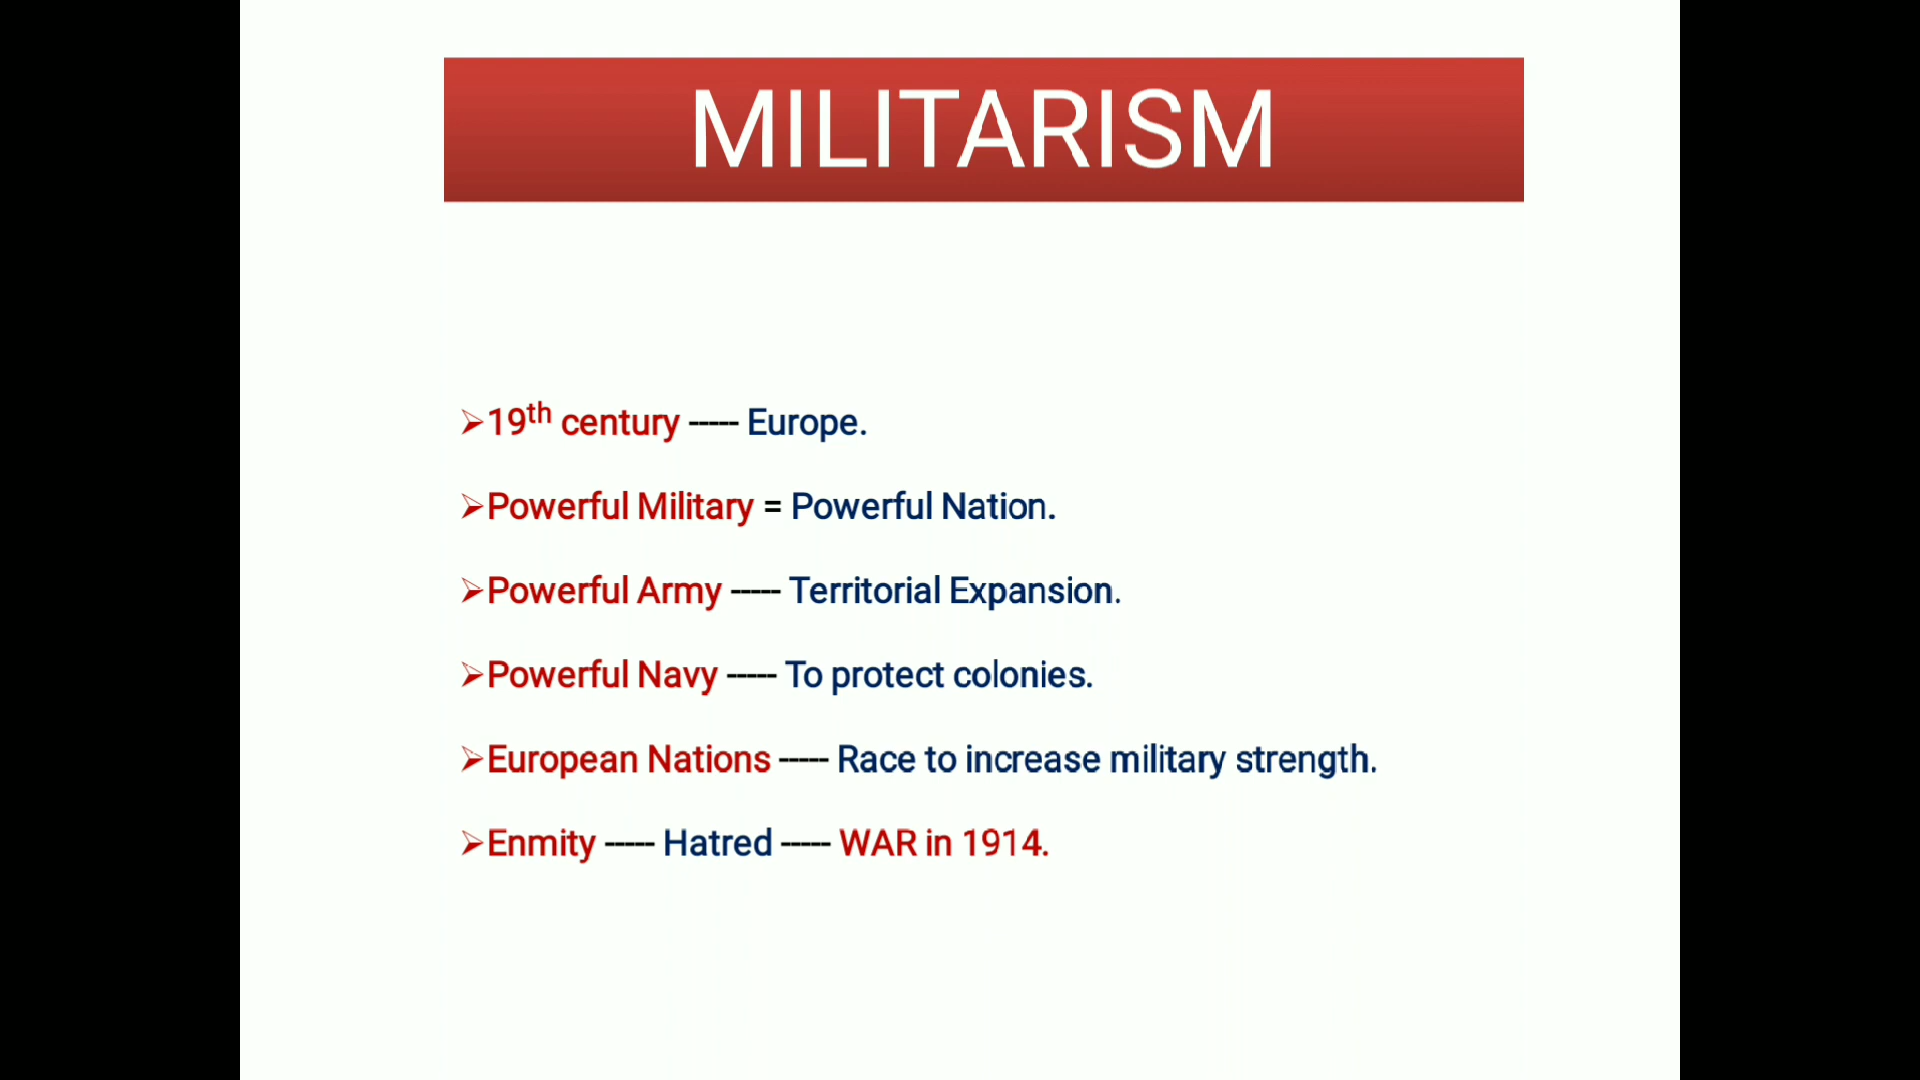 MILITARISM
➢19th century ----- Europe.
➢Powerful Military = Powerful Nation.
➢Powerful Army ----- Territorial Expansion.
➢Powerful Navy ----- To protect colonies.
➢European Nations ----- Race to increase military strength.
➢Enmity ----- Hatred ----- WAR in 1914.